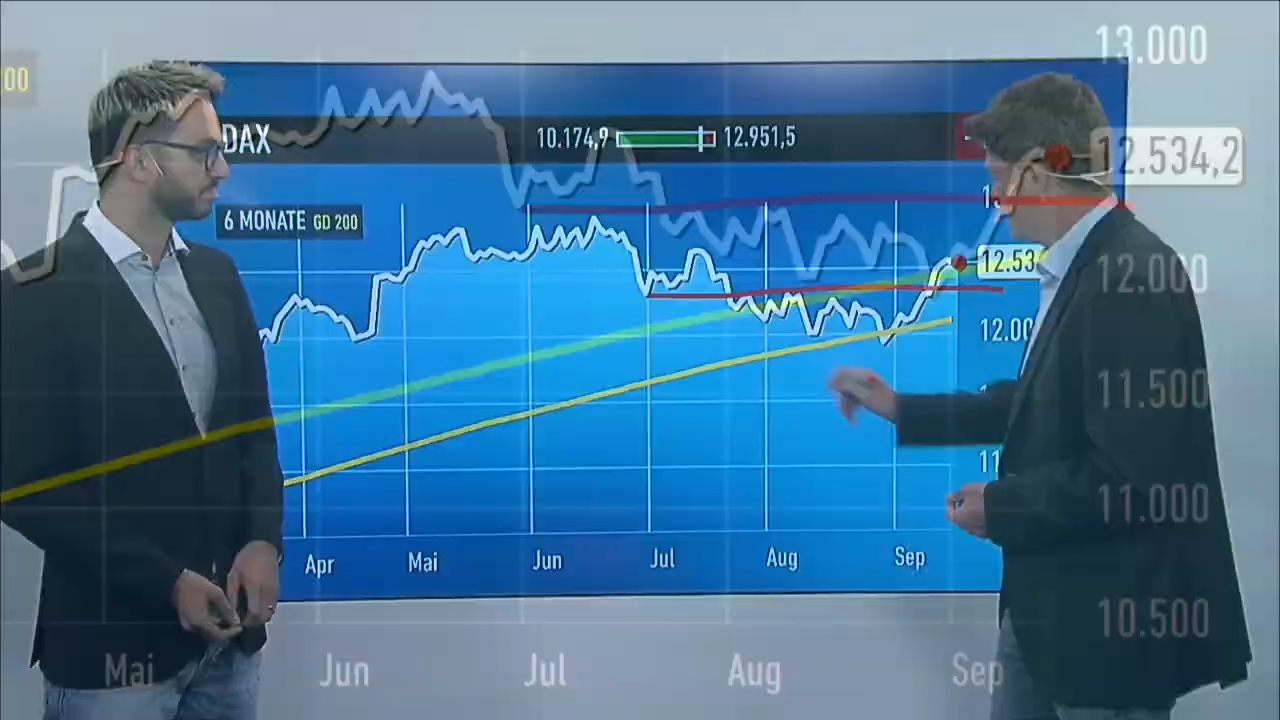 13.000
00
DAX
10.174,9 12.951,5
12.534,2
6 MONATE GD 200
12.53
12.000
12.00
11.500
11
11.000
Apr Mai Jun Jul Aug Sep
10.500
Mai Jun Jul Aug Sep